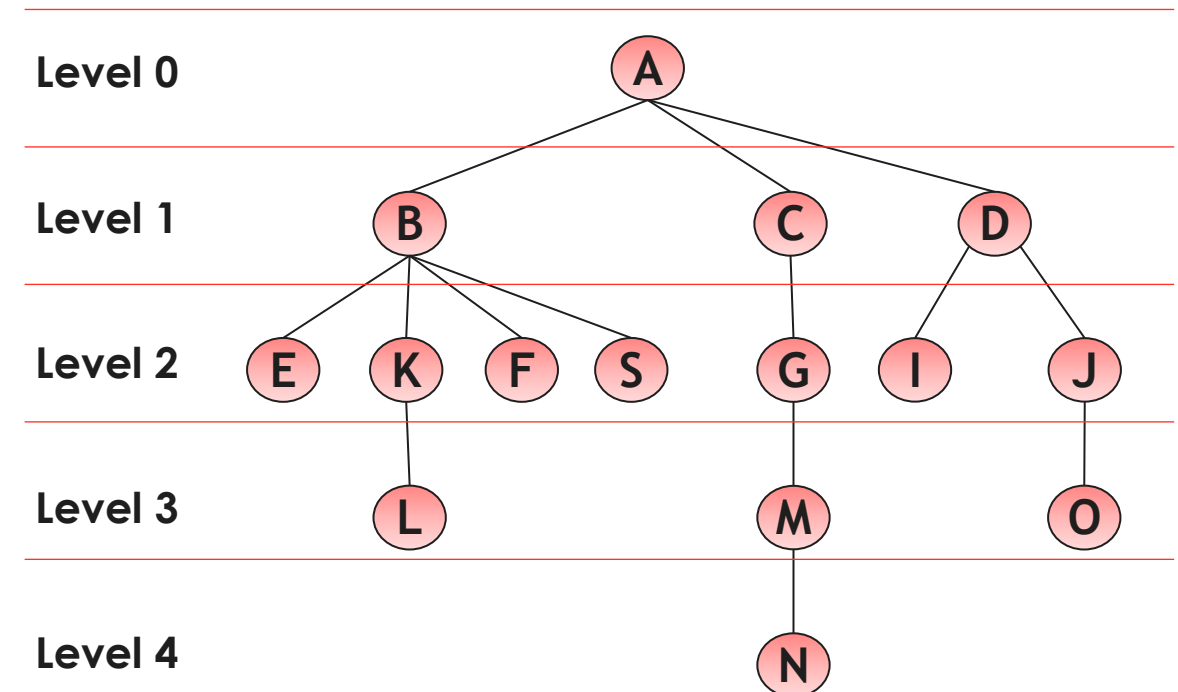 Level 0 A
Level 1 B C D
Level 2 E K F S G I J
Level 3 L M O
Level 4 N